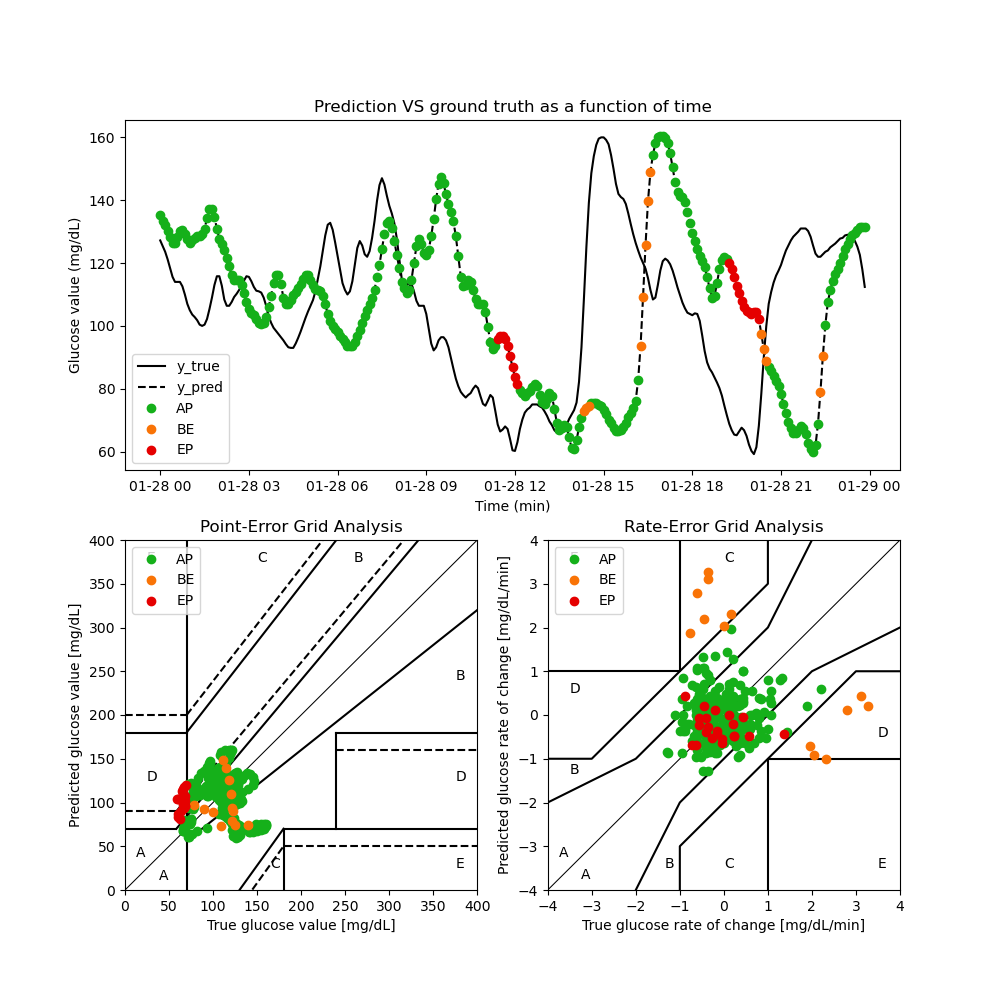 Prediction VS ground truth as a function of time
Glucose value (mg/dL)
160
140
120
100
80
60
y_true
y_pred
AP
BE
EP
01-28 00 01-28 03 01-28 06 01-28 09 01-28 12 01-28 15 01-28 18 01-28 21 01-29 00
Time (min)
Point-Error Grid Analysis
Predicted glucose value [mg/dL]
400
350
300
250
200
150
100
50
0
AP
BE
EP
C
B
B
D
D
A
A
C
E
0 50 100 150 200 250 300 350 400
True glucose value [mg/dL]
Rate-Error Grid Analysis
Predicted glucose rate of change [mg/dL/min]
4
3
2
1
0
−1
−2
−3
−4
AP
BE
EP
C
D
D
B
A
A
B
C
E
−4 −3 −2 −1 0 1 2 3 4
True glucose rate of change [mg/dL/min]